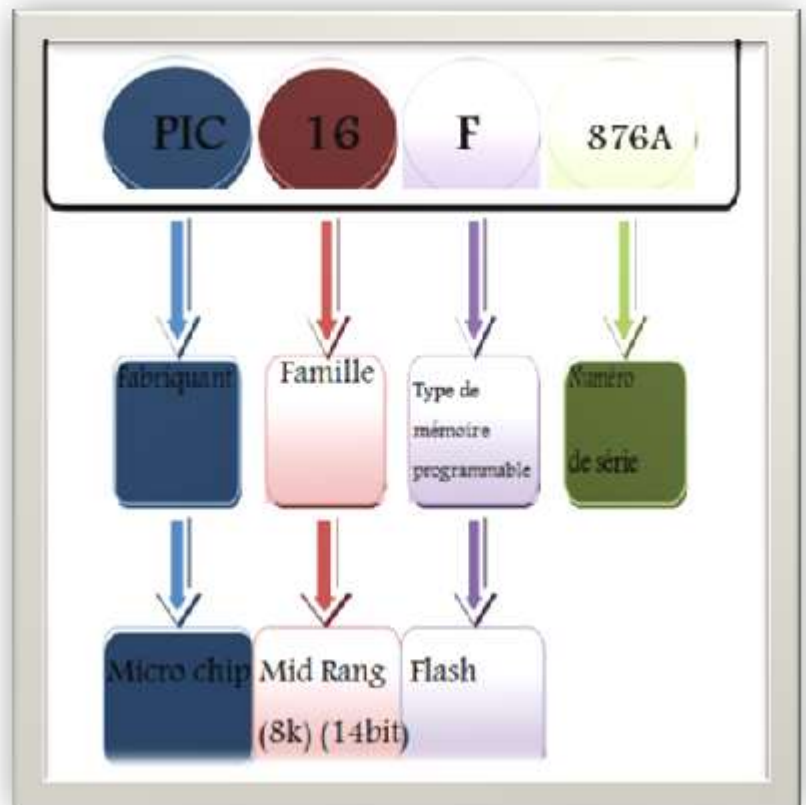 PIC 16 F 876A
fabriquant
Famille
Type de
mémoire
programmable
Numéro
de série
Micro chip
Mid Rang
(8k) (14bit)
Flash